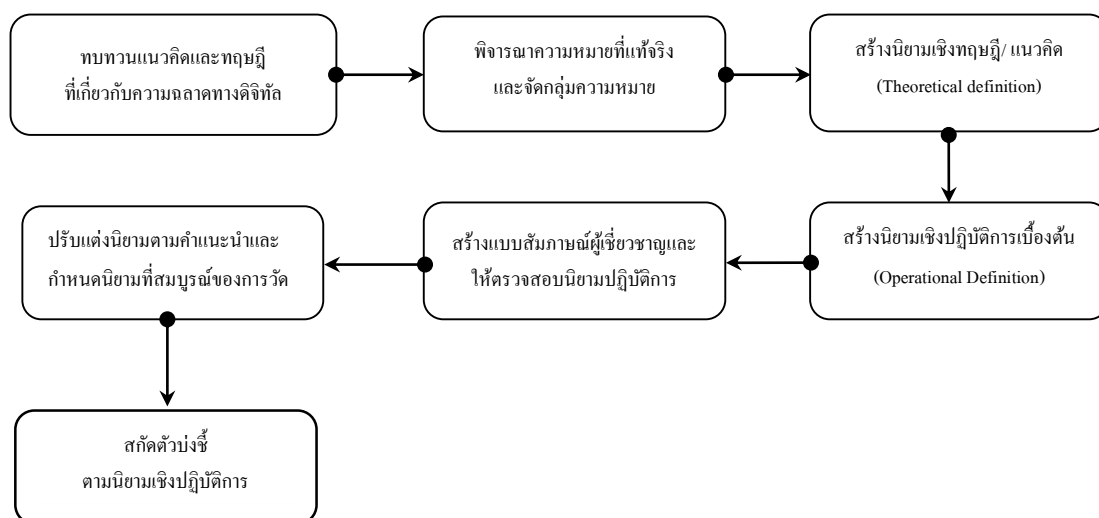 ทบทวนแนวคิดและทฤษฎี
ที่เกี่ยวกับความฉลาดทางดิจิทัล
พิจารณาความหมายที่แท้จริง
และจัดกลุ่มความหมาย
สร้างนิยามเชิงทฤษฎี/ แนวคิด
(Theoretical definition)
สร้างนิยามเชิงปฏิบัติการเบื้องต้น
(Operational Definition)
สร้างแบบสัมภาษณ์ผู้เชี่ยวชาญและ
ให้ตรวจสอบนิยามปฏิบัติการ
ปรับแต่งนิยามตามคำแนะนำและ
กำหนดนิยามที่สมบูรณ์ของการวัด
สกัดตัวบ่งชี้
ตามนิยามเชิงปฏิบัติการ